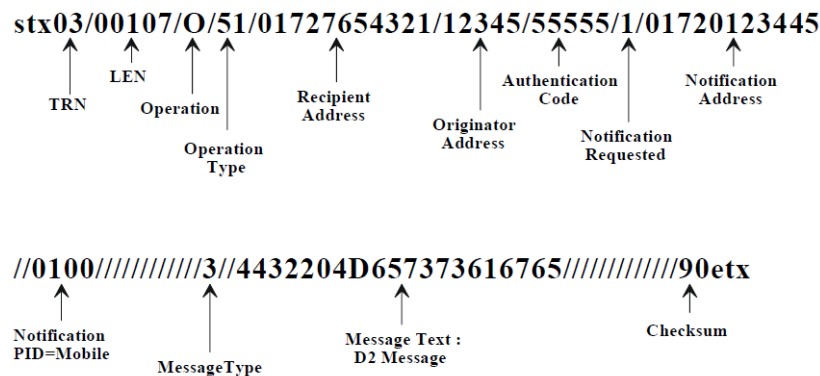 stx03/00107/O/51/01727654321/12345/55555/1/01720123445
TRN
LEN
Operation
Operation
Type
Recipient
Address
Originator
Address
Authentication
Code
Notification
Requested
Notification
Address
//0100////////////3//4432204D657373616765/////////////90etx
Notification
PID=Mobile
MessageType
Message Text :
D2 Message
Checksum